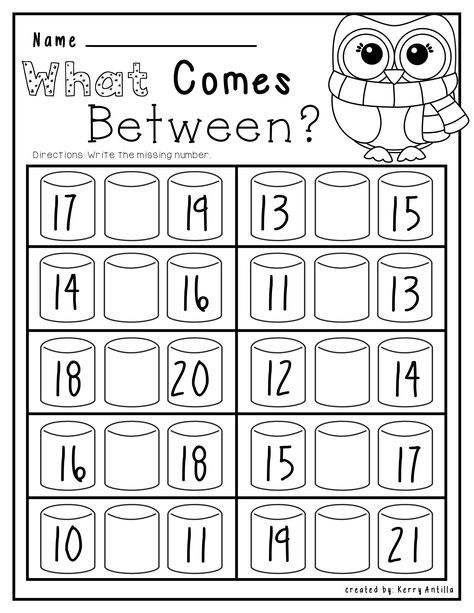 Name
What Comes
Between?
Directions: Write the missing number.
17 19 13 15
14 16 11 13
18 20 12 14
16 18 15 17
10 11 19 21
created by: Kerry Antilla